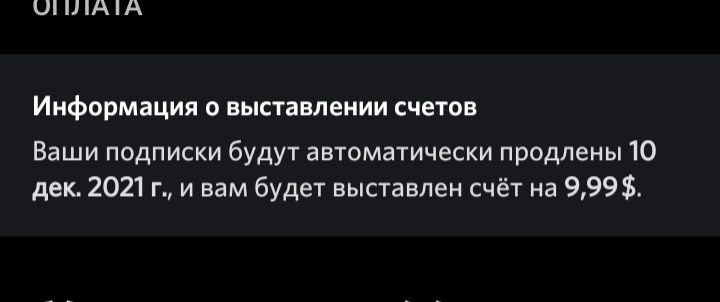 ОПЛАТА
Информация о выставлении счетов
Ваши подписки будут автоматически продлены 10
дек. 2021 г., и вам будет выставлен счёт на 9,99 $.